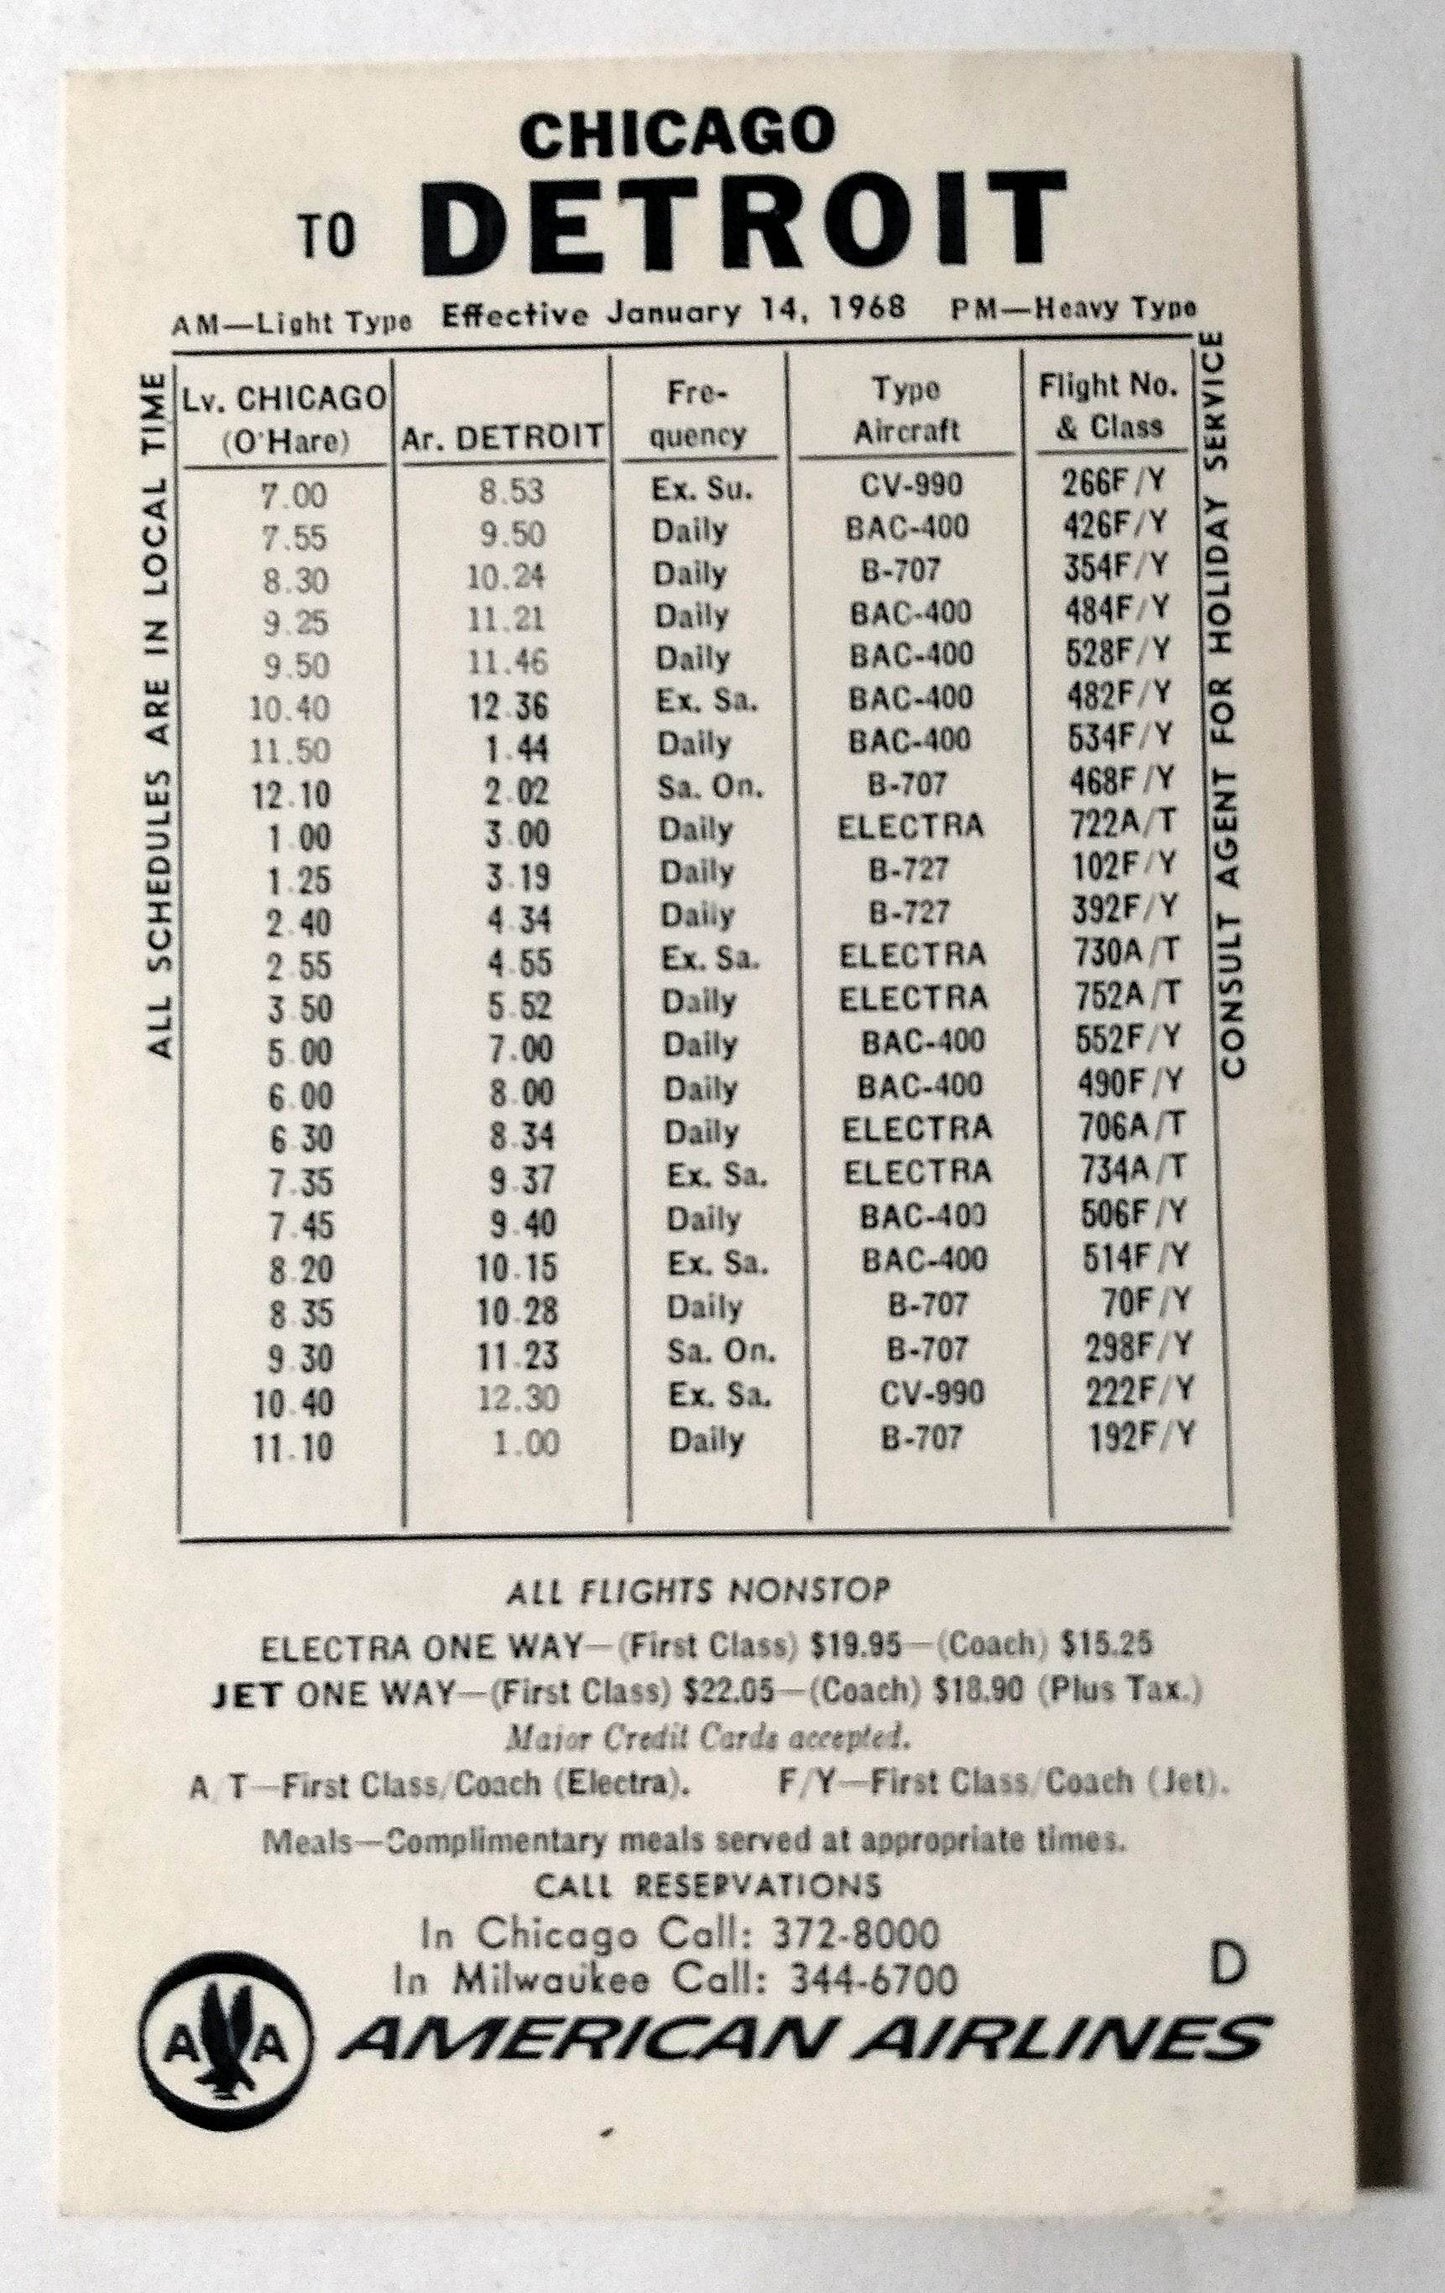 CHICAGO
TO DETROIT
AM—Light Type Effective January 14, 1968 PM—Heavy Type
ALL SCHEDULES ARE IN LOCAL TIME
Lv. CHICAGO (O'Hare) Ar. DETROIT Fre-quency Type Aircraft Flight No. & Class
7.00 8.53 Ex. Su. CV-990 266F/Y
7.55 9.50 Daily BAC-400 426F/Y
8.30 10.24 Daily B-707 354F/Y
9.25 11.21 Daily BAC-400 484F/Y
9.50 11.46 Daily BAC-400 528F/Y
10.40 12.36 Ex. Sa. BAC-400 482F/Y
11.50 1.44 Daily BAC-400 534F/Y
12.10 2.02 Sa. On. B-707 468F/Y
1.00 3.00 Daily ELECTRA 722A/T
1.25 3.19 Daily B-727 102F/Y
2.40 4.34 Daily B-727 392F/Y
2.55 4.55 Ex. Sa. ELECTRA 730A/T
3.50 5.52 Daily ELECTRA 752A/T
5.00 7.00 Daily BAC-400 552F/Y
6.00 8.00 Daily BAC-400 490F/Y
6.30 8.34 Daily ELECTRA 706A/T
7.35 9.37 Ex. Sa. ELECTRA 734A/T
7.45 9.40 Daily BAC-400 506F/Y
8.20 10.15 Ex. Sa. BAC-400 514F/Y
8.35 10.28 Daily B-707 70F/Y
9.30 11.23 Sa. On. B-707 298F/Y
10.40 12.30 Ex. Sa. CV-990 222F/Y
11.10 1.00 Daily B-707 192F/Y
CONSULT AGENT FOR HOLIDAY SERVICE
ALL FLIGHTS NONSTOP
ELECTRA ONE WAY—(First Class) $19.95—(Coach) $15.25
JET ONE WAY—(First Class) $22.05—(Coach) $18.90 (Plus Tax.)
Major Credit Cards accepted.
A/T—First Class/Coach (Electra). F/Y—First Class/Coach (Jet).
Meals—Complimentary meals served at appropriate times.
CALL RESERVATIONS
In Chicago Call: 372-8000
In Milwaukee Call: 344-6700
D
AA AMERICAN AIRLINES